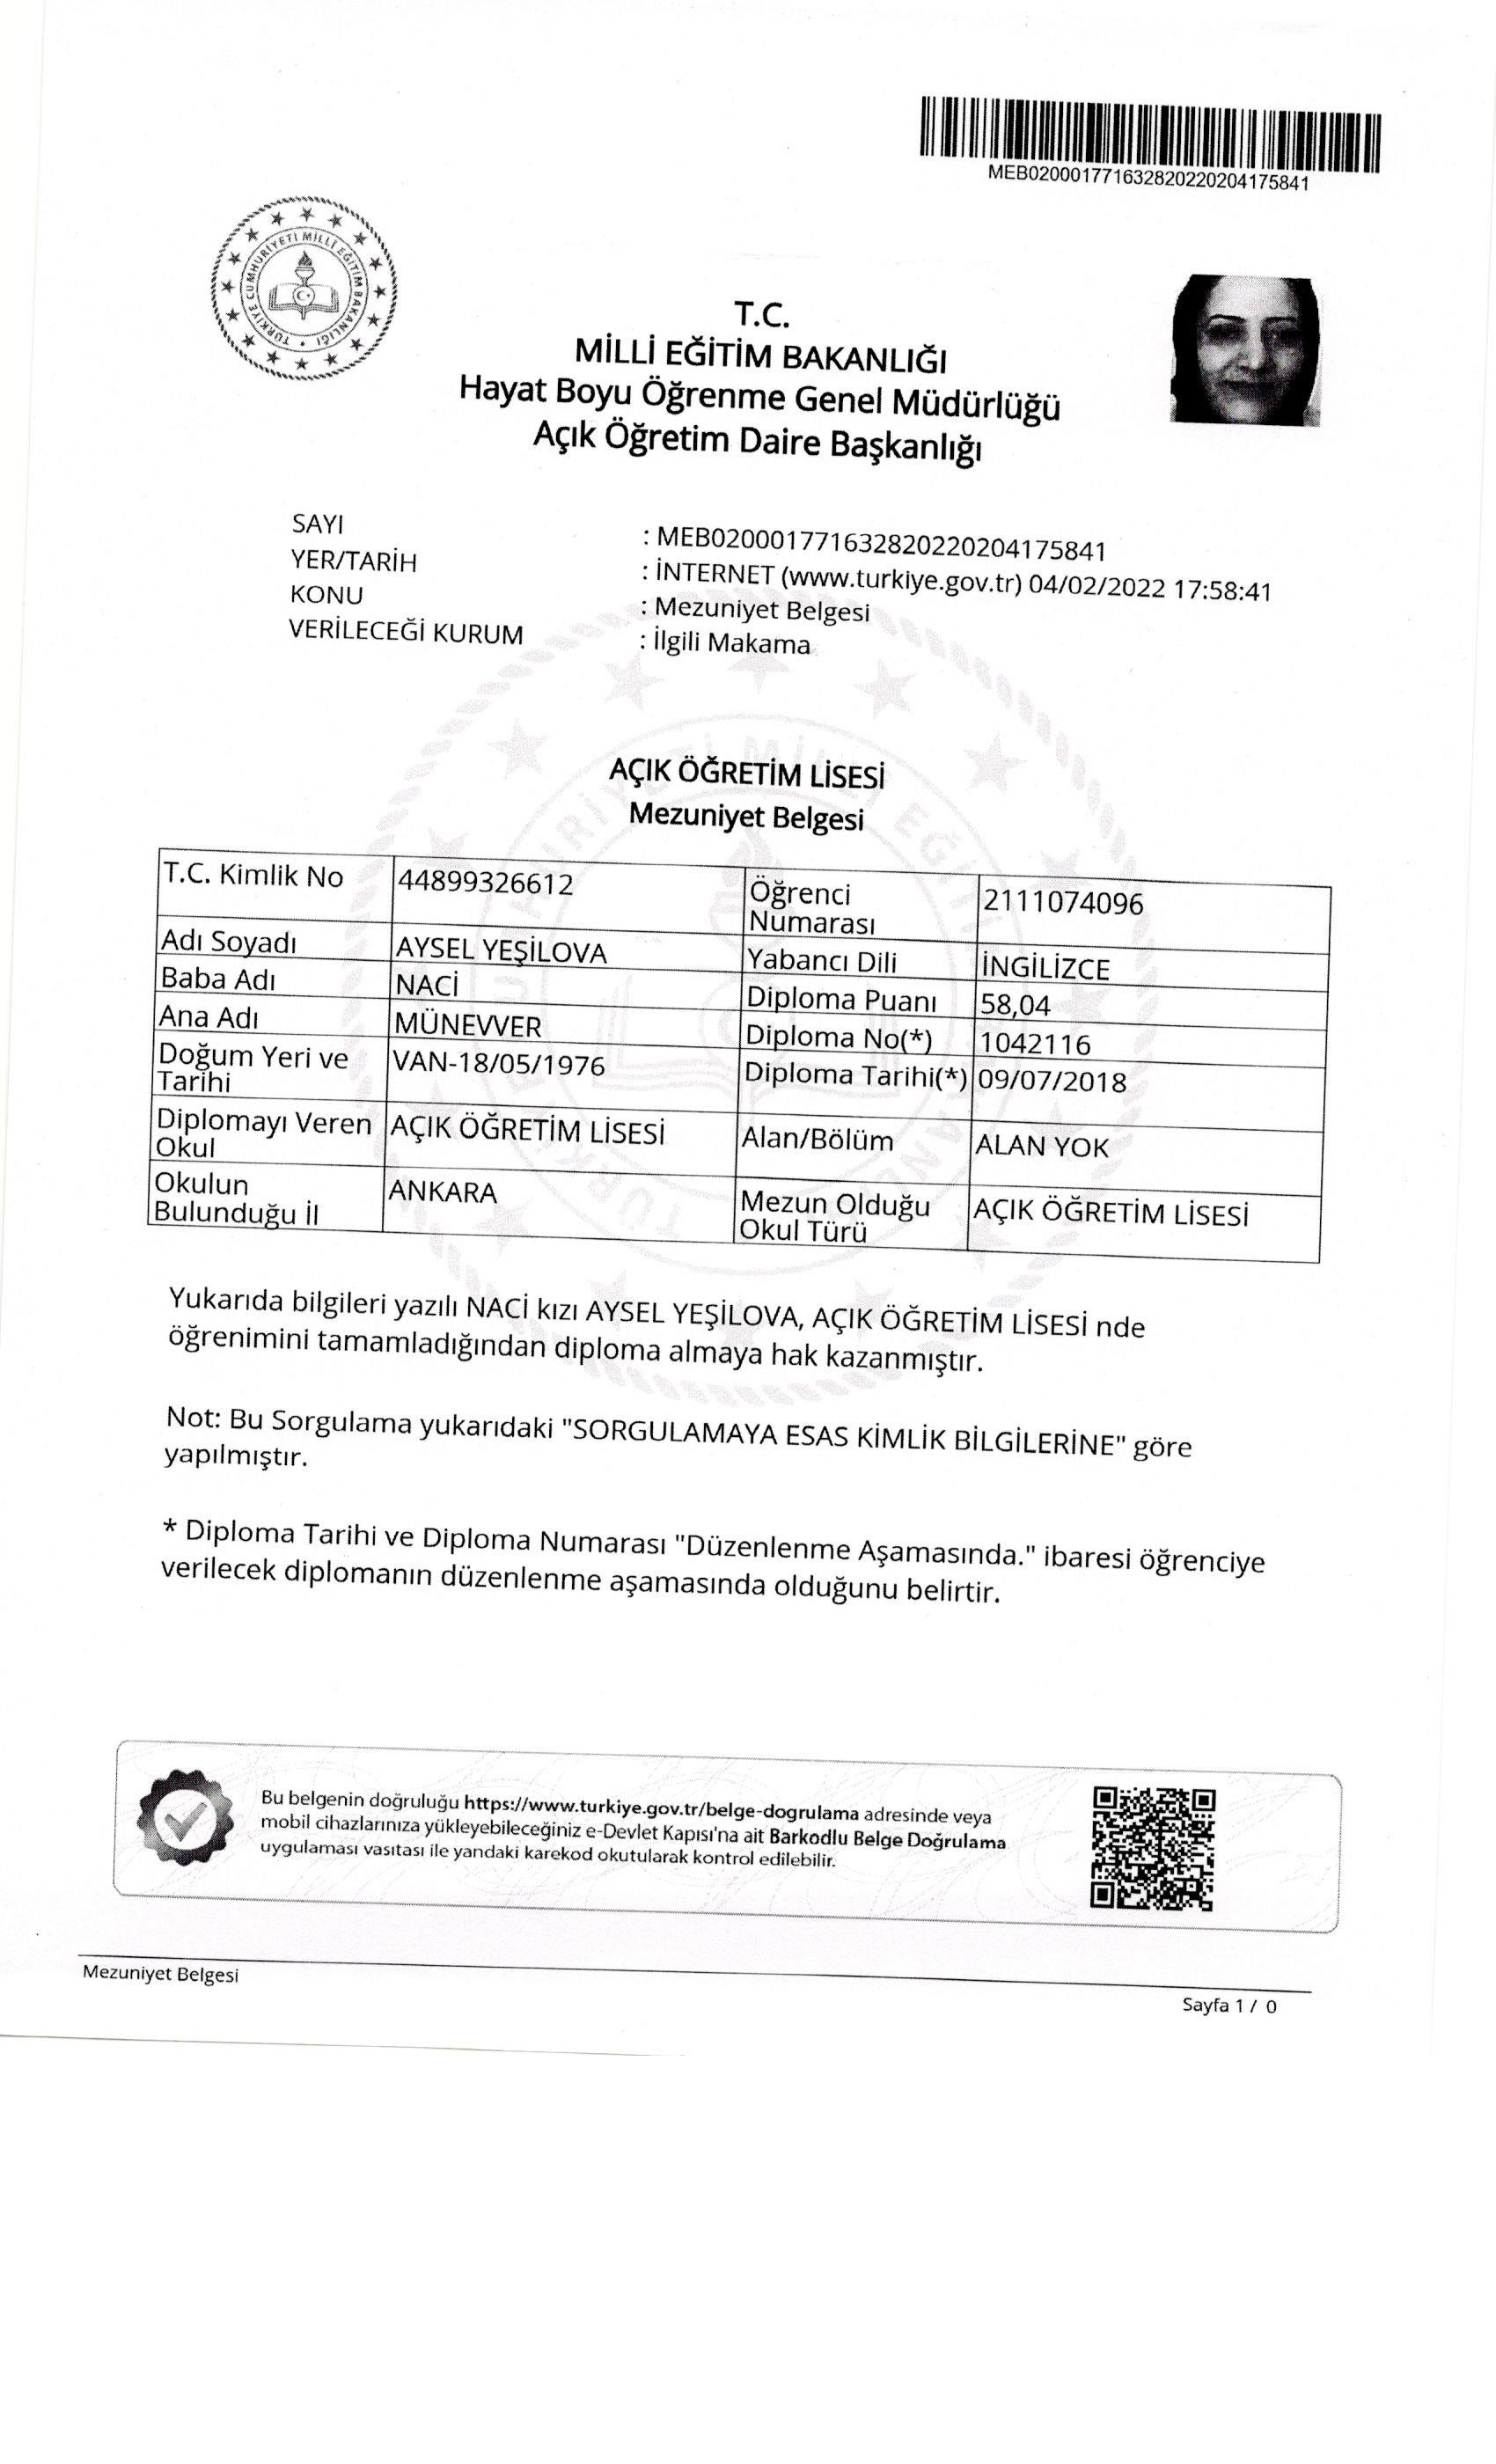 MEB02000177163282022020417584​1
TÜRKİYE CUMHURİYETİ MİLLİ EĞİTİM BAKANLIĞI
T.C.
MİLLİ EĞİTİM BAKANLIĞI
Hayat Boyu Öğrenme Genel Müdürlüğü
Açık Öğretim Daire Başkanlığı
SAYI : MEB020001771632820220204175841
YER/TARİH : İNTERNET (www.turkiye.gov.tr) 04/02/2022 17:58:41
KONU : Mezuniyet Belgesi
VERİLECEĞİ KURUM : İlgili Makama
AÇIK ÖĞRETİM LİSESİ
Mezuniyet Belgesi
T.C. Kimlik No 44899326612 Öğrenci
Numarası 2111074096
Adı Soyadı AYSEL YEŞİLOVA Yabancı Dili İNGİLİZCE
Baba Adı NACİ Diploma Puanı 58,04
Ana Adı MÜNEVVER Diploma No(*) 1042116
Doğum Yeri ve
Tarihi VAN-18/05/1976 Diploma Tarihi(*) 09/07/2018
Diplomayı Veren
Okul AÇIK ÖĞRETİM LİSESİ Alan/Bölüm ALAN YOK
Okulun
Bulunduğu İl ANKARA Mezun Olduğu
Okul Türü AÇIK ÖĞRETİM LİSESİ
Yukarıda bilgileri yazılı NACİ kızı AYSEL YEŞİLOVA, AÇIK ÖĞRETİM LİSESİ nde
öğrenimini tamamladığından diploma almaya hak kazanmıştır.
Not: Bu Sorgulama yukarıdaki "SORGULAMAYA ESAS KİMLİK BİLGİLERİNE" göre
yapılmıştır.
* Diploma Tarihi ve Diploma Numarası "Düzenlenme Aşamasında." ibaresi öğrenciye
verilecek diplomanın düzenlenme aşamasında olduğunu belirtir.
Bu belgenin doğruluğu https://www.turkiye.gov.tr/belge-dogrulama adresinde veya
mobil cihazlarınıza yükleyebileceğiniz e-Devlet Kapısı'na ait Barkodlu Belge Doğrulama
uygulaması vasıtası ile yandaki karekod okutularak kontrol edilebilir.
Mezuniyet Belgesi
Sayfa 1 / 0